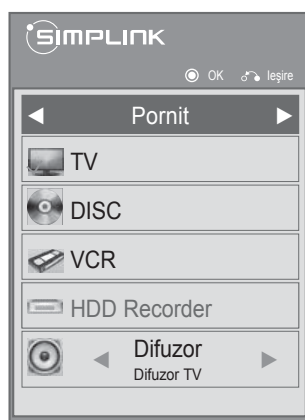 SIMPLINK
OK Ieşire
Pornit
TV
DISC
VCR
HDD Recorder
Difuzor
Difuzor TV